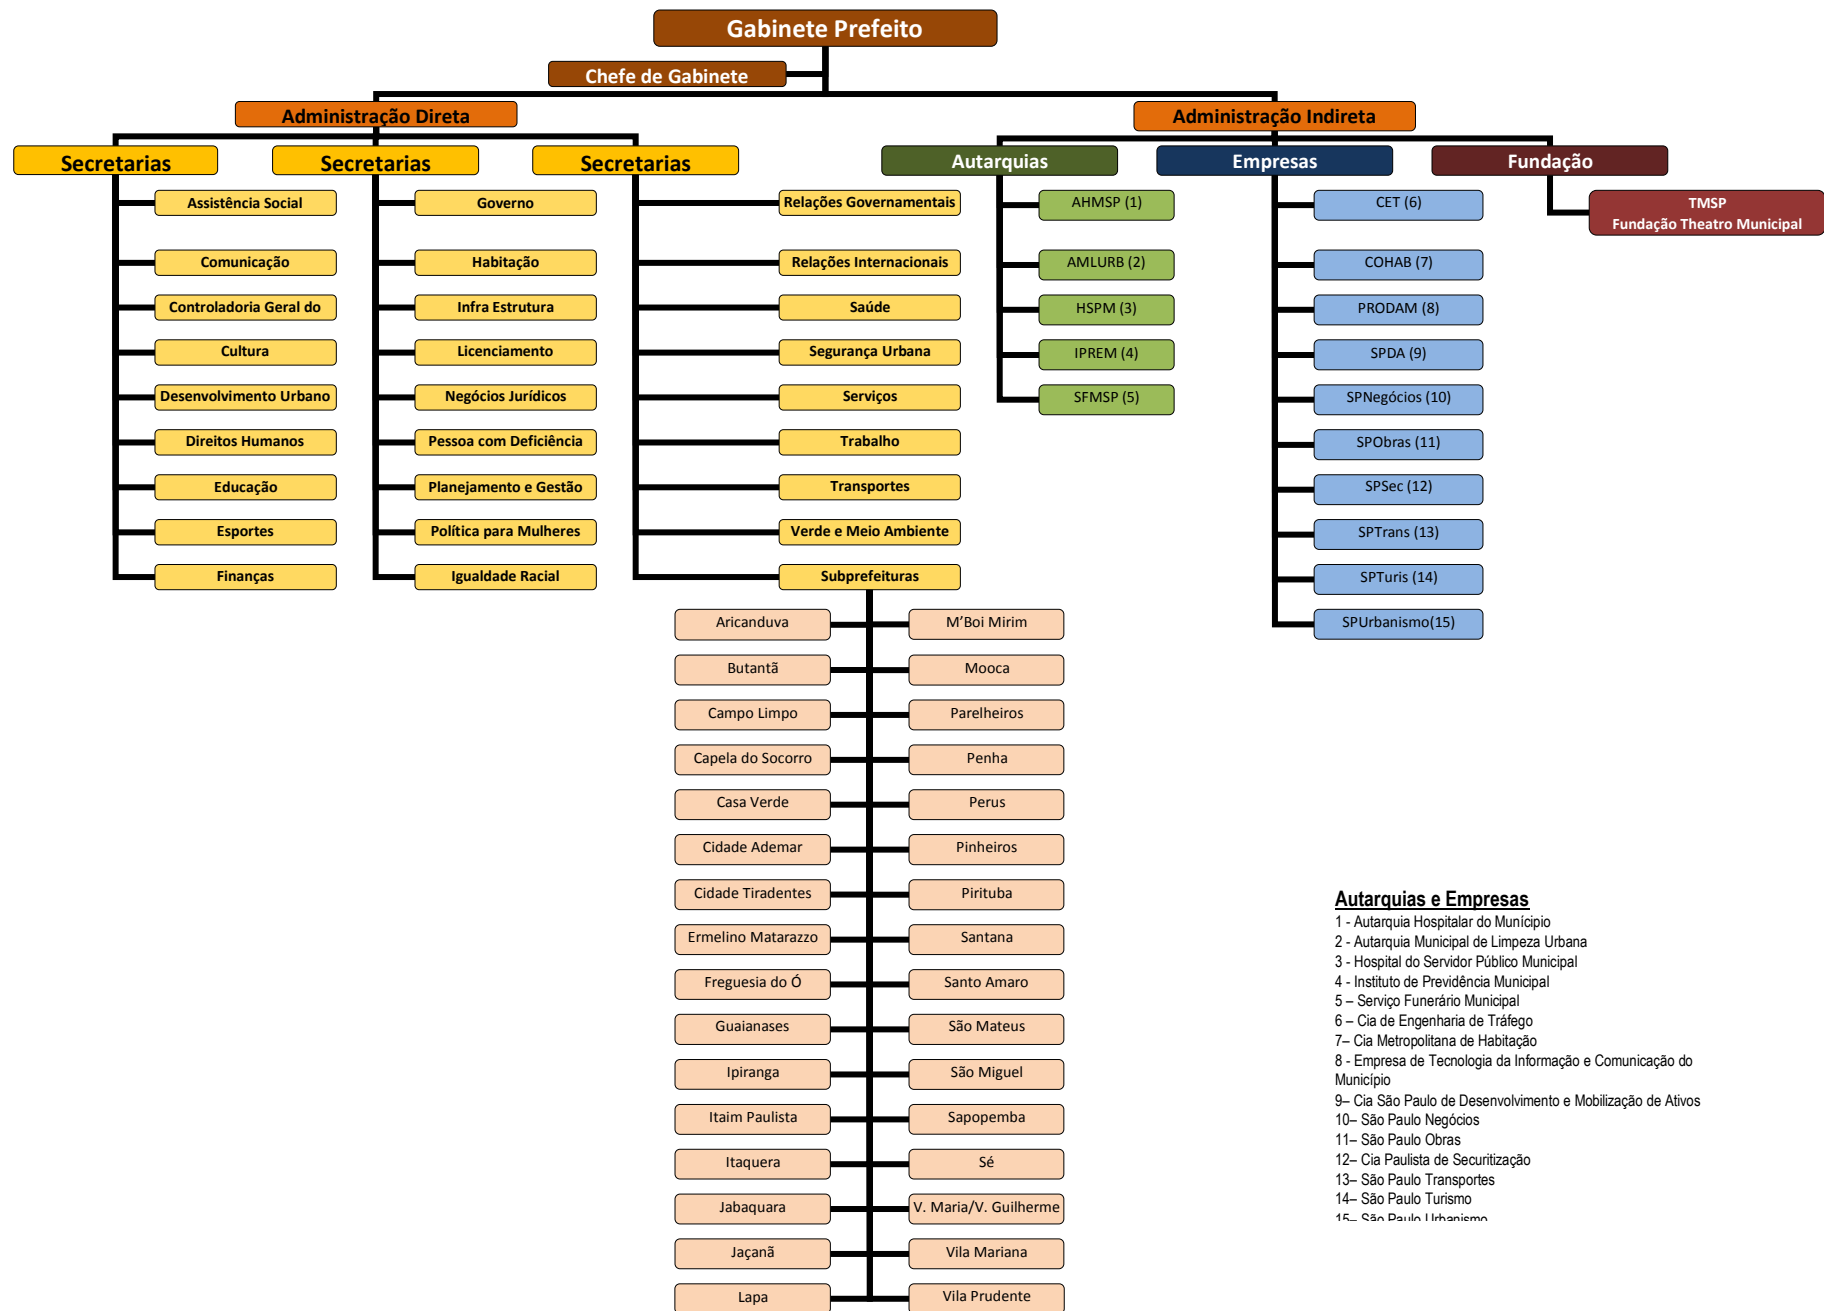 Gabinete Prefeito
Chefe de Gabinete
Administração Direta
Administração Indireta
Secretarias
Secretarias
Secretarias
Autarquias
Empresas
Fundação
Assistência Social
Comunicação
Controladoria Geral do
Cultura
Desenvolvimento Urbano
Direitos Humanos
Educação
Esportes
Finanças
Governo
Habitação
Infra Estrutura
Licenciamento
Negócios Jurídicos
Pessoa com Deficiência
Planejamento e Gestão
Política para Mulheres
Igualdade Racial
Relações Governamentais
Relações Internacionais
Saúde
Segurança Urbana
Serviços
Trabalho
Transportes
Verde e Meio Ambiente
Subprefeituras
Aricanduva
Butantã
Campo Limpo
Capela do Socorro
Casa Verde
Cidade Ademar
Cidade Tiradentes
Ermelino Matarazzo
Freguesia do Ó
Guaianases
Ipiranga
Itaim Paulista
Itaquera
Jabaquara
Jaçanã
Lapa
M’Boi Mirim
Mooca
Parelheiros
Penha
Perus
Pinheiros
Pirituba
Santana
Santo Amaro
São Mateus
São Miguel
Sapopemba
Sé
V. Maria/V. Guilherme
Vila Mariana
Vila Prudente
AHMSP (1)
AMLURB (2)
HSPM (3)
IPREM (4)
SFMSP (5)
CET (6)
COHAB (7)
PRODAM (8)
SPDA (9)
SPNegócios (10)
SPObras (11)
SPSec (12)
SPTrans (13)
SPTuris (14)
SPUrbanismo(15)
TMSP
Fundação Theatro Municipal
Autarquias e Empresas
1 - Autarquia Hospitalar do Munícipio
2 - Autarquia Municipal de Limpeza Urbana
3 - Hospital do Servidor Público Municipal
4 - Instituto de Previdência Municipal
5 – Serviço Funerário Municipal
6 – Cia de Engenharia de Tráfego
7– Cia Metropolitana de Habitação
8 - Empresa de Tecnologia da Informação e Comunicação do
Município
9– Cia São Paulo de Desenvolvimento e Mobilização de Ativos
10– São Paulo Negócios
11– São Paulo Obras
12– Cia Paulista de Securitização
13– São Paulo Transportes
14– São Paulo Turismo
15– São Paulo Urbanismo